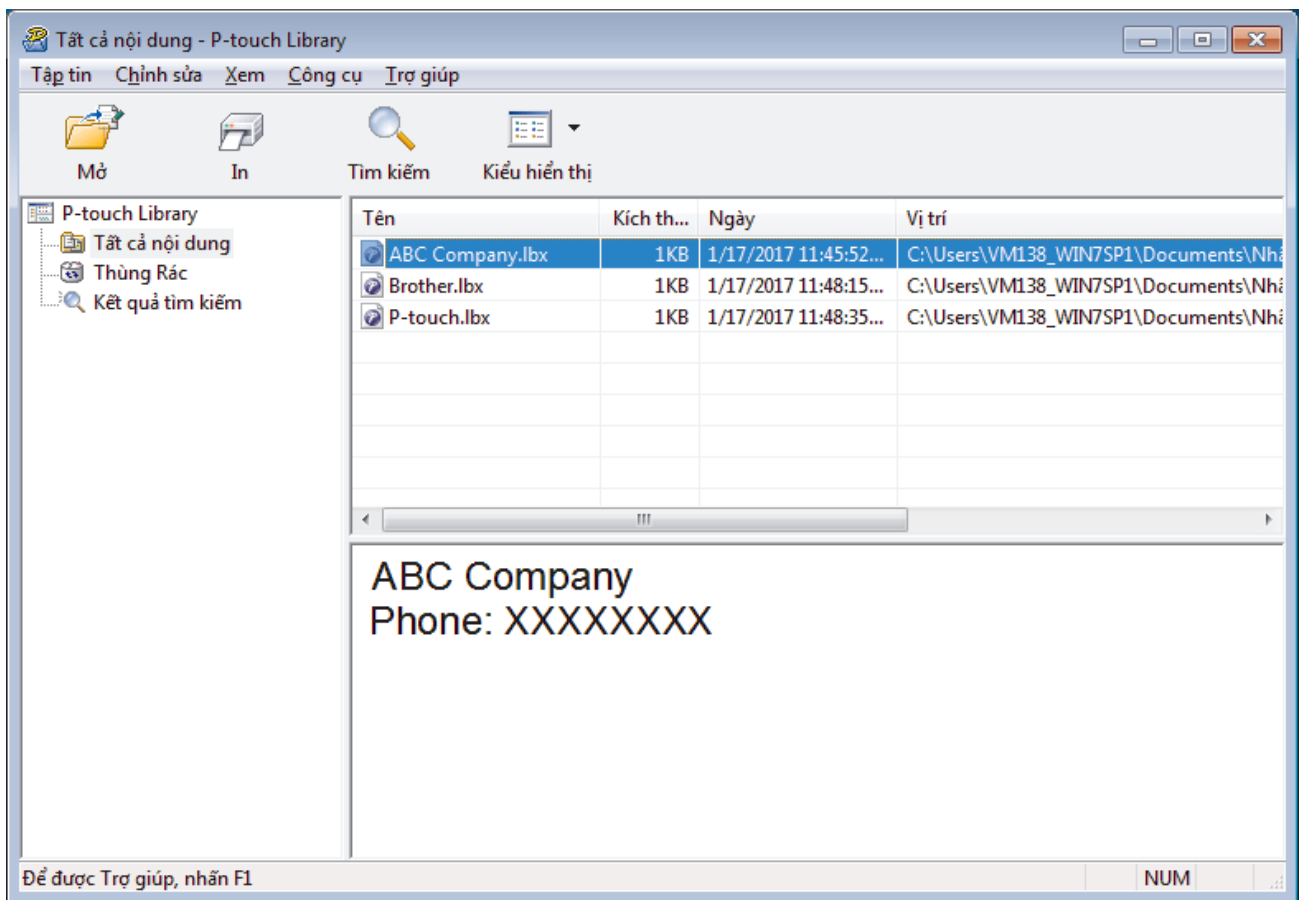 Tất cả nội dung - P-touch Library
Tập tin Chỉnh sửa Xem Công cụ Trợ giúp
Mở In Tìm kiếm Kiểu hiển thị
P-touch Library
Tất cả nội dung
Thùng Rác
Kết quả tìm kiếm
Tên Kích th... Ngày Vị trí
ABC Company.lbx 1KB 1/17/2017 11:45:52... C:\Users\VM138_WIN7SP1\Documents\Nhã
Brother.lbx 1KB 1/17/2017 11:48:15... C:\Users\VM138_WIN7SP1\Documents\Nhã
P-touch.lbx 1KB 1/17/2017 11:48:35... C:\Users\VM138_WIN7SP1\Documents\Nhã
ABC Company
Phone: XXXXXXXX
Để được Trợ giúp, nhấn F1 NUM